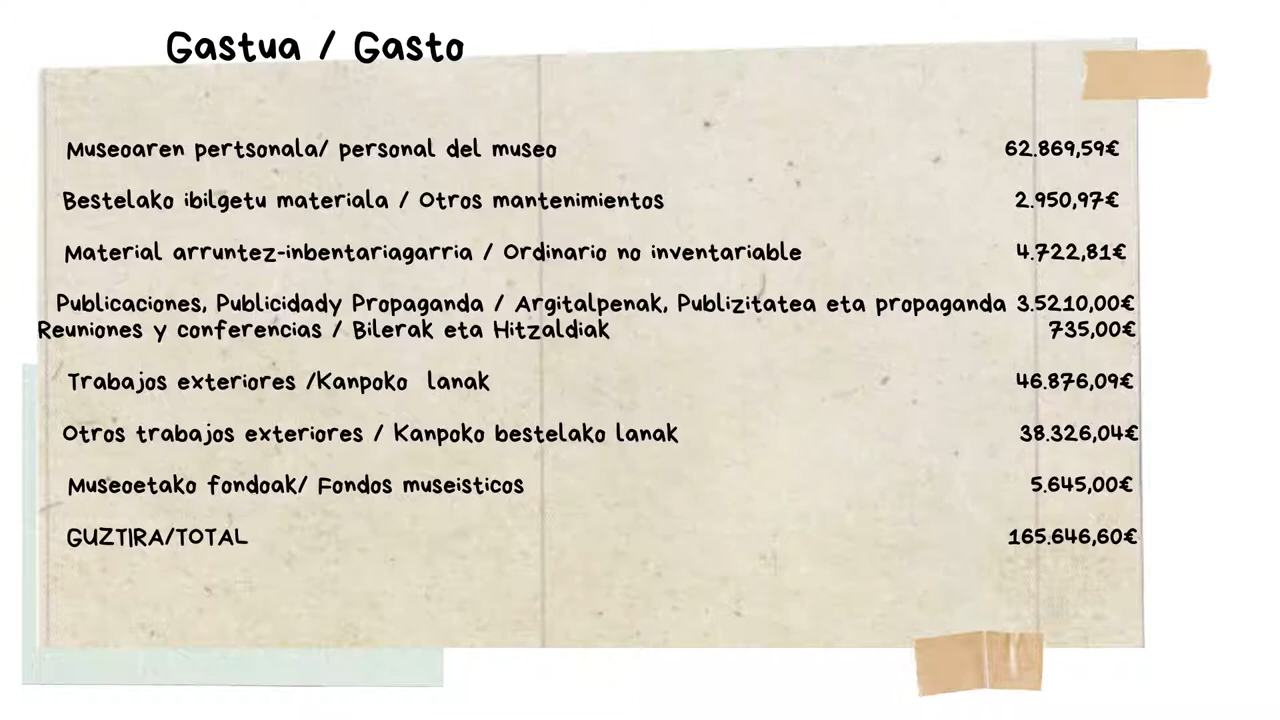 Gastua / Gasto
Museoaren pertsonala/ personal del museo 62.869,59€
Bestelako ibilgetu materiala / Otros mantenimientos 2.950,97€
Material arruntez-inbentariagarria / Ordinario no inventariable 4.722,81€
Publicaciones, Publicidady Propaganda / Argitalpenak, Publizitatea eta propaganda 3.5210,00€
Reuniones y conferencias / Bilerak eta Hitzaldiak 735,00€
Trabajos exteriores /Kanpoko lanak 46.876,09€
Otros trabajos exteriores / Kanpoko bestelako lanak 38.326,04€
Museoetako fondoak/ Fondos museisticos 5.645,00€
GUZTIRA/TOTAL 165.646,60€